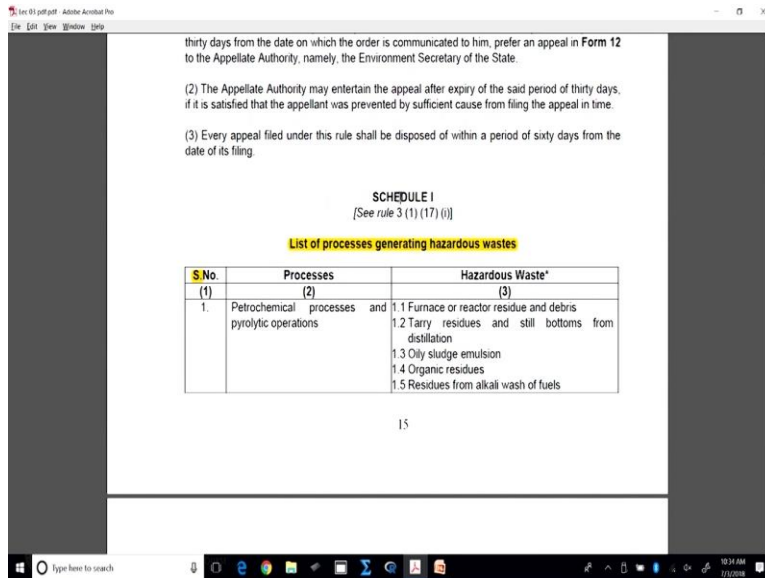 Lec 03 pdf.pdf - Adobe Acrobat Pro
File Edit View Window Help
thirty days from the date on which the order is communicated to him, prefer an appeal in Form 12
to the Appellate Authority, namely, the Environment Secretary of the State.
(2) The Appellate Authority may entertain the appeal after expiry of the said period of thirty days,
if it is satisfied that the appellant was prevented by sufficient cause from filing the appeal in time.
(3) Every appeal filed under this rule shall be disposed of within a period of sixty days from the
date of its filing.
SCHEDULE I
[See rule 3 (1) (17) (i)]
List of processes generating hazardous wastes
S.No. Processes Hazardous Waste*
(1) (2) (3)
1. Petrochemical processes and 1.1 Furnace or reactor residue and debris
pyrolytic operations 1.2 Tarry residues and still bottoms from
distillation
1.3 Oily sludge emulsion
1.4 Organic residues
1.5 Residues from alkali wash of fuels
15
Type here to search
10:34 AM
7/3/2018